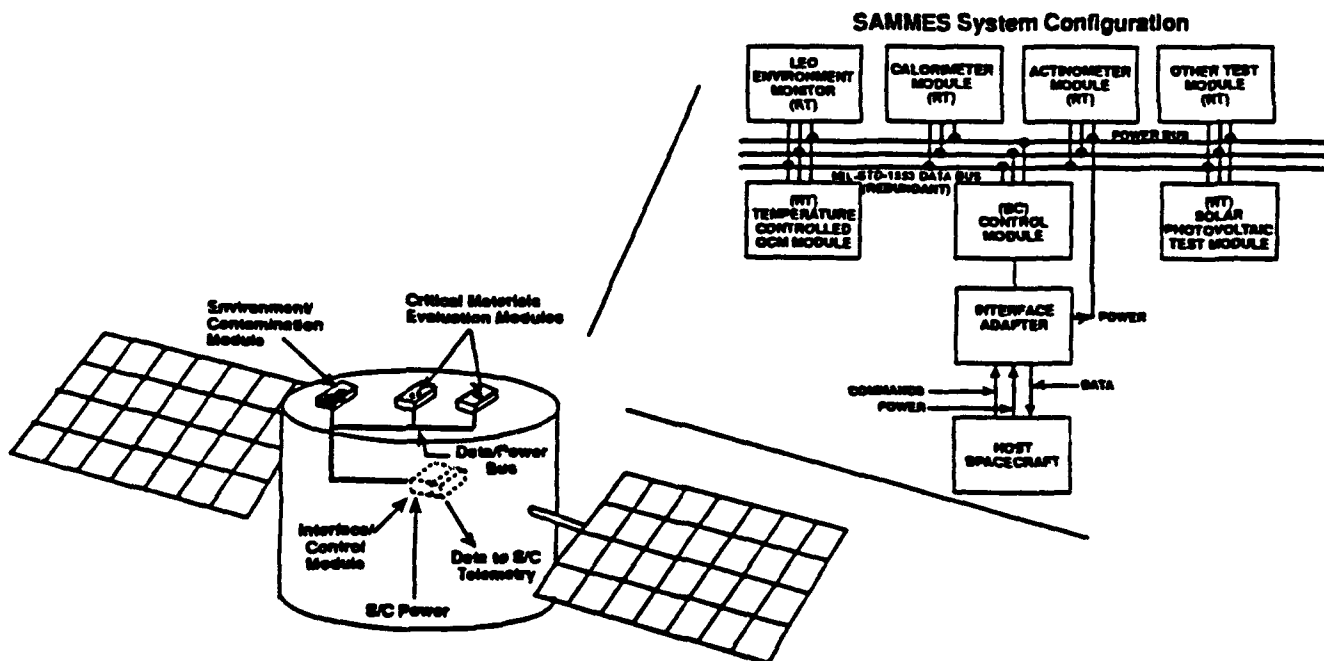 SAMMES System Configuration
LEO
ENVIRONMENT
MONITOR
(RT)
CALORIMETER
MODULE
(RT)
ACTINOMETER
MODULE
(RT)
OTHER TEST
MODULE
(RT)
POWER BUS
MIL-STD-1553 DATA BUS
(REDUNDANT)
(RT)
TEMPERATURE
CONTROLLED
QCM MODULE
(BC)
CONTROL
MODULE
(RT)
SOLAR
PHOTOVOLTAIC
TEST MODULE
INTERFACE
ADAPTER
POWER
COMMANDS
POWER
DATA
HOST
SPACECRAFT
Environment/
Contamination
Module
Critical Materials
Evaluation Modules
Data/Power
Bus
Interface/
Control
Module
Data to S/C
Telemetry
S/C Power